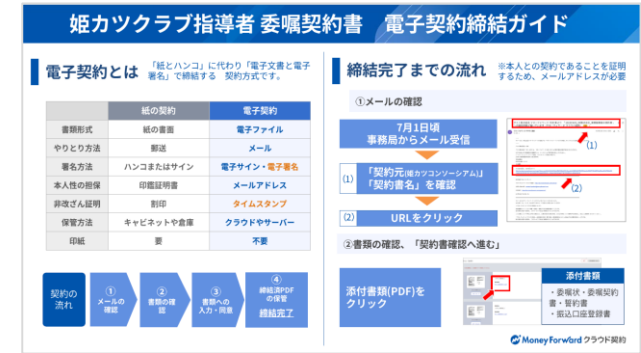 姫カツクラブ指導者 委嘱契約書 電子契約締結ガイド
電子契約とは
「紙とハンコ」に代わり「電子文書と電子
署名」で締結する 契約方式です。
紙の契約 電子契約
書類形式 紙の書面 電子ファイル
やりとり方法 郵送 メール
署名方法 ハンコまたはサイン 電子サイン・電子署名
本人性の担保 印鑑証明書 メールアドレス
非改ざん証明 割印 タイムスタンプ
保管方法 キャビネットや倉庫 クラウドやサーバー
印紙 要 不要
契約の
流れ
①
メールの
確認
②
書類の確
認
③
書類への
入力・同意
④
締結済PDF
の保管
締結完了
締結完了までの流れ
※本人との契約であることを証明
するため、メールアドレスが必要
①メールの確認
7月1日頃
事務局からメール受信
(1)
「契約元(姫カツコンソーシアム)」
「契約書名」を確認
(2)
URLをクリック
(1)
(2)
②書類の確認、「契約書確認へ進む」
添付書類(PDF)を
クリック
添付書類
・委嘱状・委嘱契約
書・誓約書
・振込口座登録書
Money Forward クラウド契約